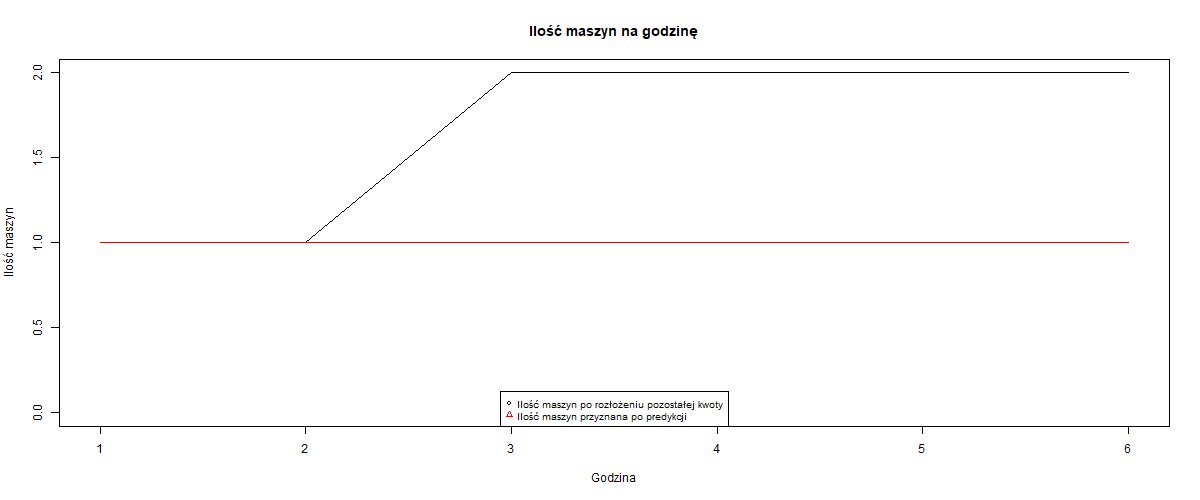 Ilość maszyn na godzinę
Ilość maszyn
2.0
1.5
1.0
0.5
0.0
Ilość maszyn po rozłożeniu pozostałej kwoty
Ilość maszyn przyznana po predykcji
1 2 3 4 5 6
Godzina